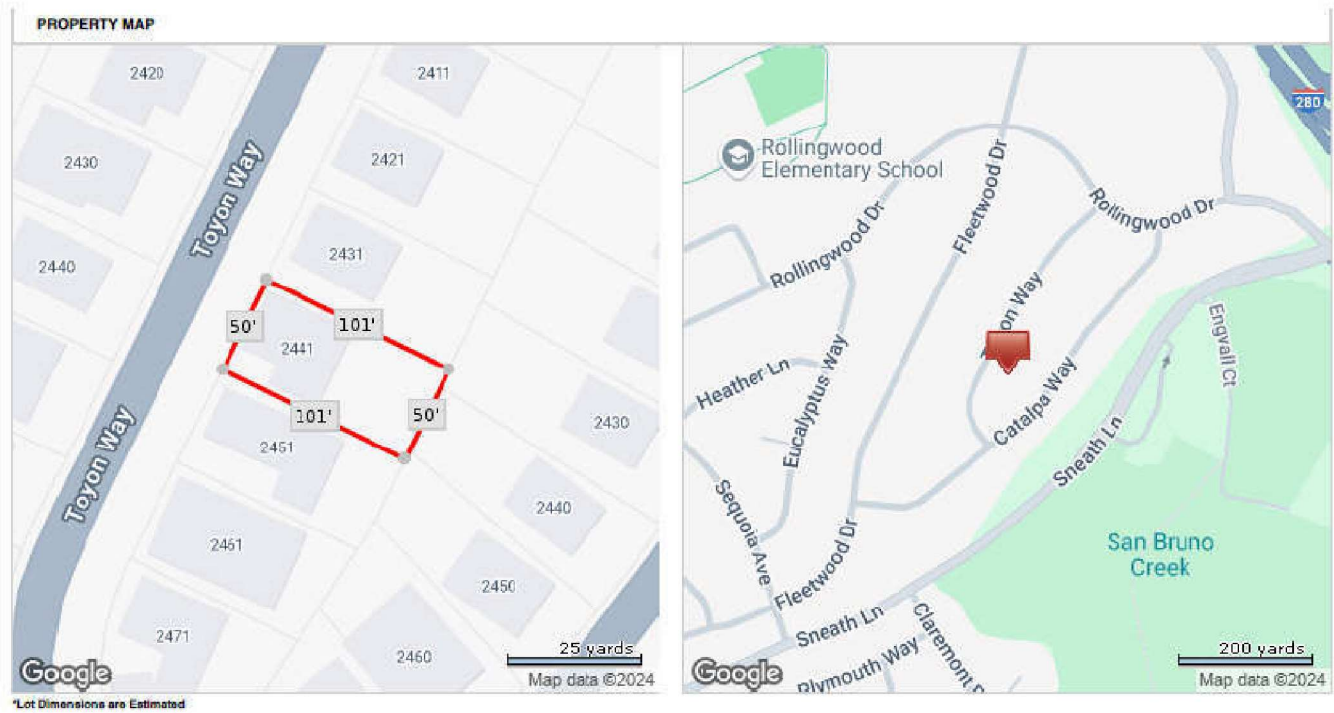 PROPERTY MAP
2420
2411
Toyon Way
2430
2421
2440
2431
50'
101'
2441
101'
50'
2451
2430
Toyon Way
2461
2440
2450
2471
2460
25 yards
Google
Map data ©2024
280
Rollingwood
Elementary School
Fleetwood Dr
Rollingwood Dr
Rollingwood Dr
on Way
Engvall Ct
Heather Ln
Eucalyptus Way
Catalpa Way
Sneath Ln
Sequoia Ave
San Bruno
Creek
Fleetwood Dr
Sneath Ln
Claremont
Plymouth Way
200 yards
Google
Map data ©2024
*Lot Dimensions are Estimated